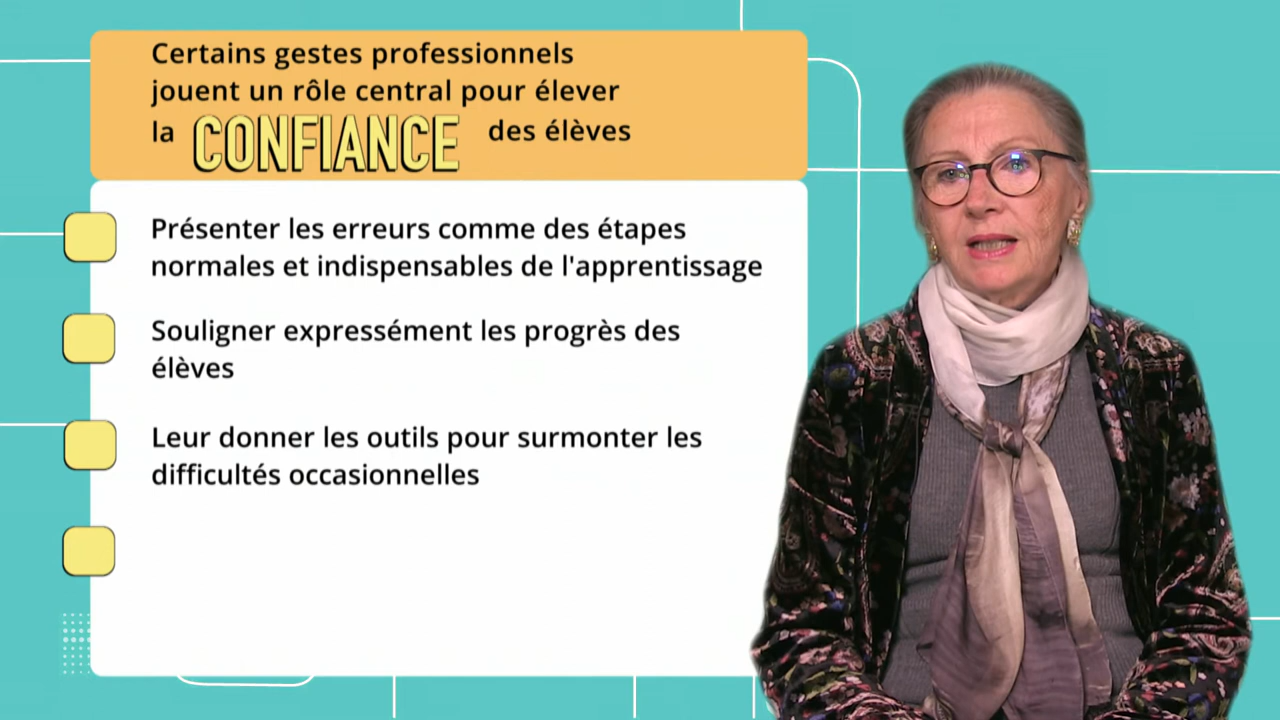 Certains gestes professionnels
jouent un rôle central pour élever
la CONFIANCE des élèves
Présenter les erreurs comme des étapes
normales et indispensables de l'apprentissage
Souligner expressément les progrès des
élèves
Leur donner les outils pour surmonter les
difficultés occasionnelles